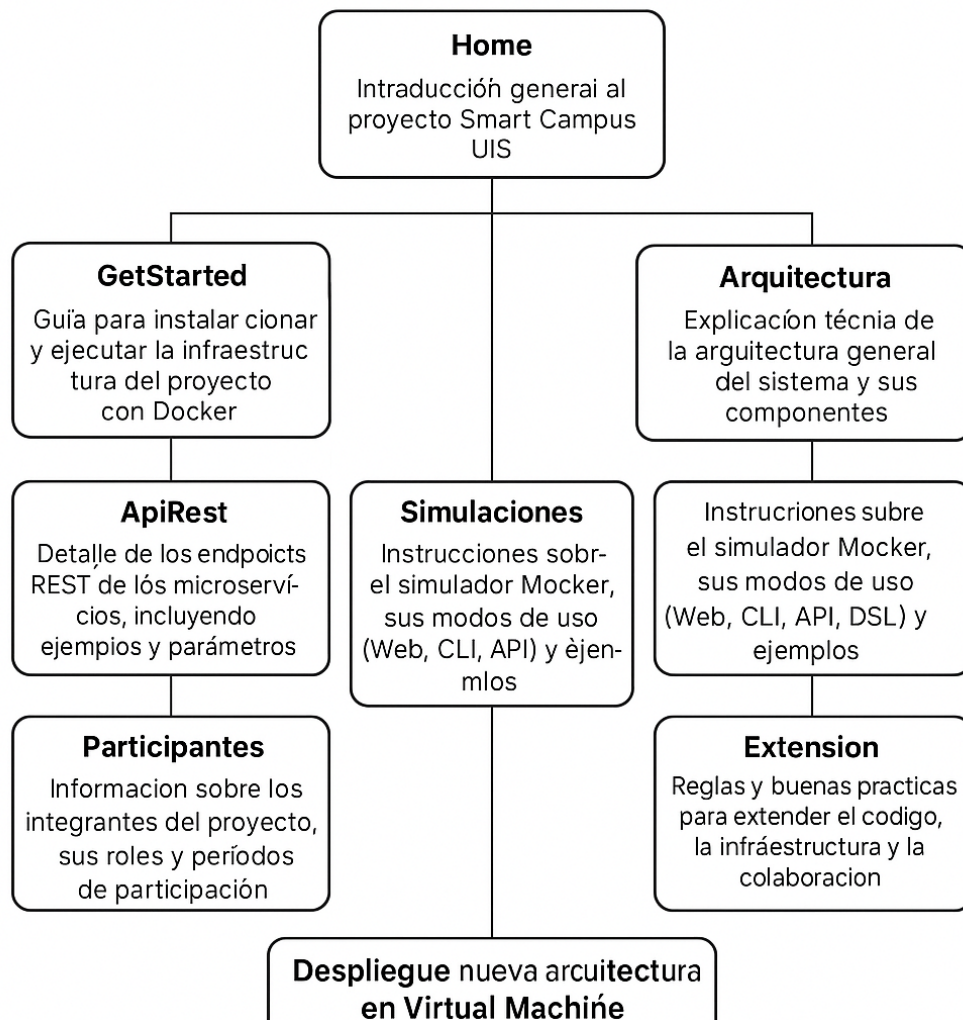 Home
Intraducción generai al
proyecto Smart Campus
UIS
GetStarted
Guïa para instalar cionar
y ejecutar la infraestruc
tura del proyecto
con Docker
Arquitectura
Explicacíon técnia de
la arguitectura general
del sistema y sus
componentes
ApiRest
Detaļle de los endpoicts
REST de lós microserví-
cios, incluyendo
ejempios y parámetros
Simulaciones
Instrucciones sobr-
el simulador Mocker,
sus modos de uso
(Web, CLI, API) y èjen-
mlos
Instrucriones subre
el simulador Mocker,
sus modos de uso
(Web, CLI, API, DSL) y
ejemplos
Participantes
Informacion sobre los
integrantes del proyecto,
sus roles y períodos
de participación
Extension
Reglas y buenas practicas
para extender el codigo,
la infráestructura y la
colaboracion
Despliegue nueva arcuitectura
en Virtual Machińe